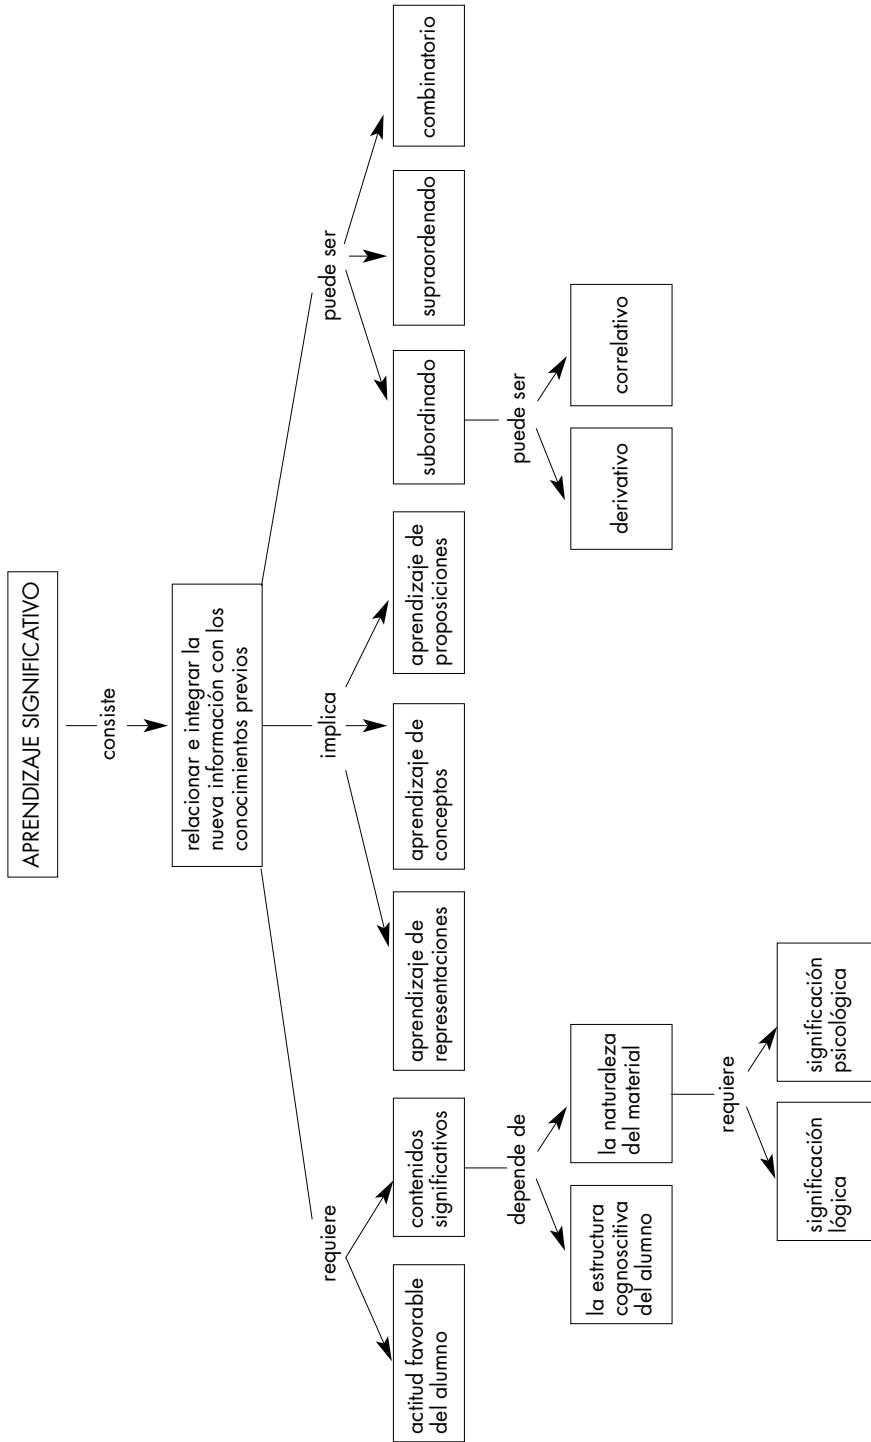 APRENDIZAJE SIGNIFICATIVO
consiste
relacionar e integrar la
nueva información con los
conocimientos previos
requiere
implica
puede ser
actitud favorable
del alumno
contenidos
significativos
aprendizaje de
representaciones
aprendizaje de
conceptos
aprendizaje de
proposiciones
subordinado
supraordenado
combinatorio
depende de
puede ser
la estructura
cognoscitiva
del alumno
la naturaleza
del material
derivativo
correlativo
requiere
significación
lógica
significación
psicológica